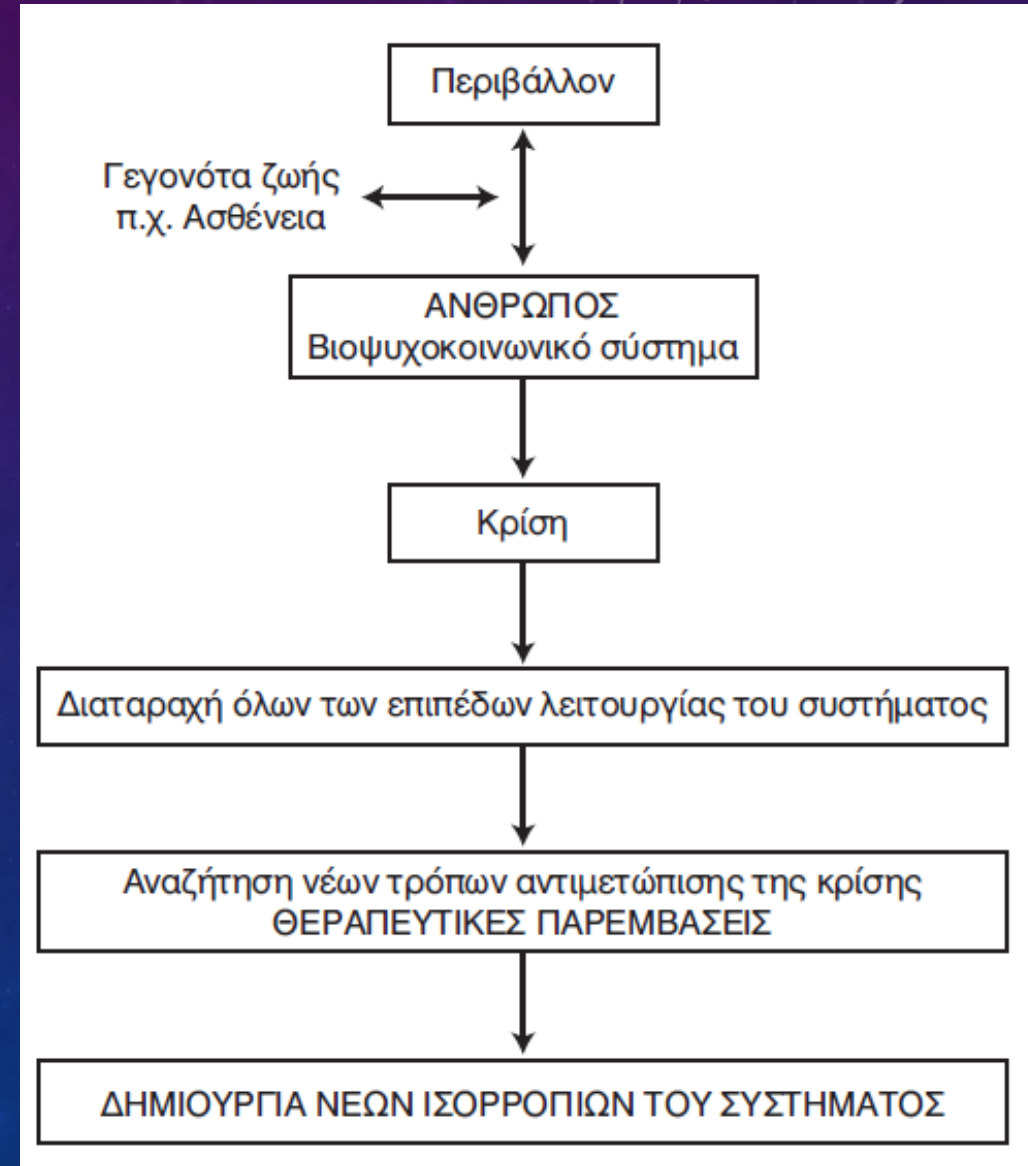 Περιβάλλον
Γεγονότα ζωής
π.χ. Ασθένεια
ΑΝΘΡΩΠΟΣ
Βιοψυχοκοινωνικό σύστημα
Κρίση
Διαταραχή όλων των επιπέδων λειτουργίας του συστήματος
Αναζήτηση νέων τρόπων αντιμετώπισης της κρίσης
ΘΕΡΑΠΕΥΤΙΚΕΣ ΠΑΡΕΜΒΑΣΕΙΣ
ΔΗΜΙΟΥΡΓΙΑ ΝΕΩΝ ΙΣΟΡΡΟΠΙΩΝ ΤΟΥ ΣΥΣΤΗΜΑΤΟΣ